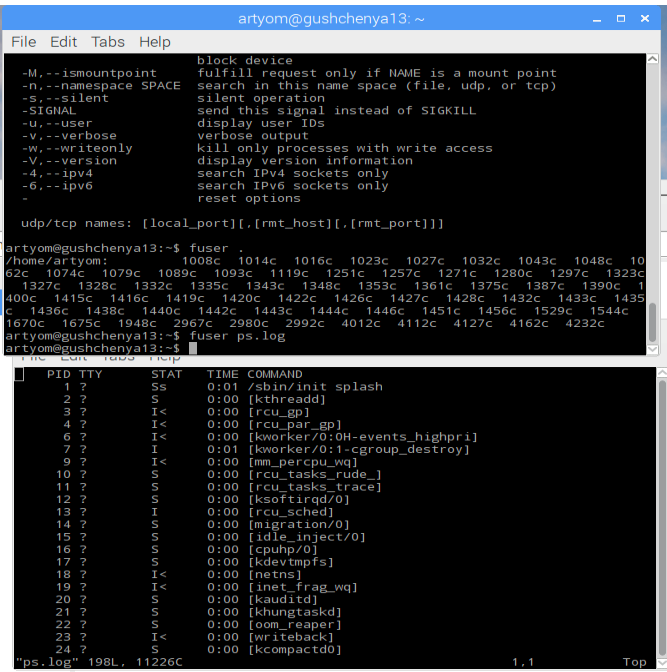 artyom@gushchenya13: ~
File Edit Tabs Help
block device
-M,--ismountpoint fulfill request only if NAME is a mount point
-n,--namespace SPACE search in this name space (file, udp, or tcp)
-s,--silent silent operation
-SIGNAL send this signal instead of SIGKILL
-u,--user display user IDs
-v,--verbose verbose output
-w,--writeonly kill only processes with write access
-V,--version display version information
-4,--ipv4 search IPv4 sockets only
-6,--ipv6 search IPv6 sockets only
- reset options
udp/tcp names: [local_port][,[rmt_host][,[rmt_port]]]
artyom@gushchenya13:~$ fuser .
/home/artyom: 1008c 1014c 1016c 1023c 1027c 1032c 1043c 1048c 10
62c 1074c 1079c 1089c 1093c 1119c 1251c 1257c 1271c 1280c 1297c 1323c
1327c 1328c 1332c 1335c 1343c 1348c 1353c 1361c 1375c 1387c 1390c 1
400c 1415c 1416c 1419c 1420c 1422c 1426c 1427c 1428c 1432c 1433c 1435
1436c 1438c 1440c 1442c 1443c 1444c 1446c 1451c 1456c 1529c 1544c
1670c 1675c 1948c 2967c 2980c 2992c 4012c 4112c 4127c 4162c 4232c
artyom@gushchenya13:~$ fuser ps.log
artyom@gushchenya13:~$
File Edit Tabs Help
PID TTY STAT TIME COMMAND
1 ? Ss 0:01 /sbin/init splash
2 ? S 0:00 [kthreadd]
3 ? I< 0:00 [rcu_gp]
4 ? I< 0:00 [rcu_par_gp]
6 ? I< 0:00 [kworker/0:0H-events_highpri]
7 ? I 0:01 [kworker/0:1-cgroup_destroy]
9 ? I< 0:00 [mm_percpu_wq]
10 ? S 0:00 [rcu_tasks_rude_]
11 ? S 0:00 [rcu_tasks_trace]
12 ? S 0:00 [ksoftirqd/0]
13 ? I 0:00 [rcu_sched]
14 ? S 0:00 [migration/0]
15 ? S 0:00 [idle_inject/0]
16 ? S 0:00 [cpuhp/0]
17 ? S 0:00 [kdevtmpfs]
18 ? I< 0:00 [netns]
19 ? I< 0:00 [inet_frag_wq]
20 ? S 0:00 [kauditd]
21 ? S 0:00 [khungtaskd]
22 ? S 0:00 [oom_reaper]
23 ? I< 0:00 [writeback]
24 ? S 0:00 [kcompactd0]
"ps.log" 198L, 11226C 1,1 Top